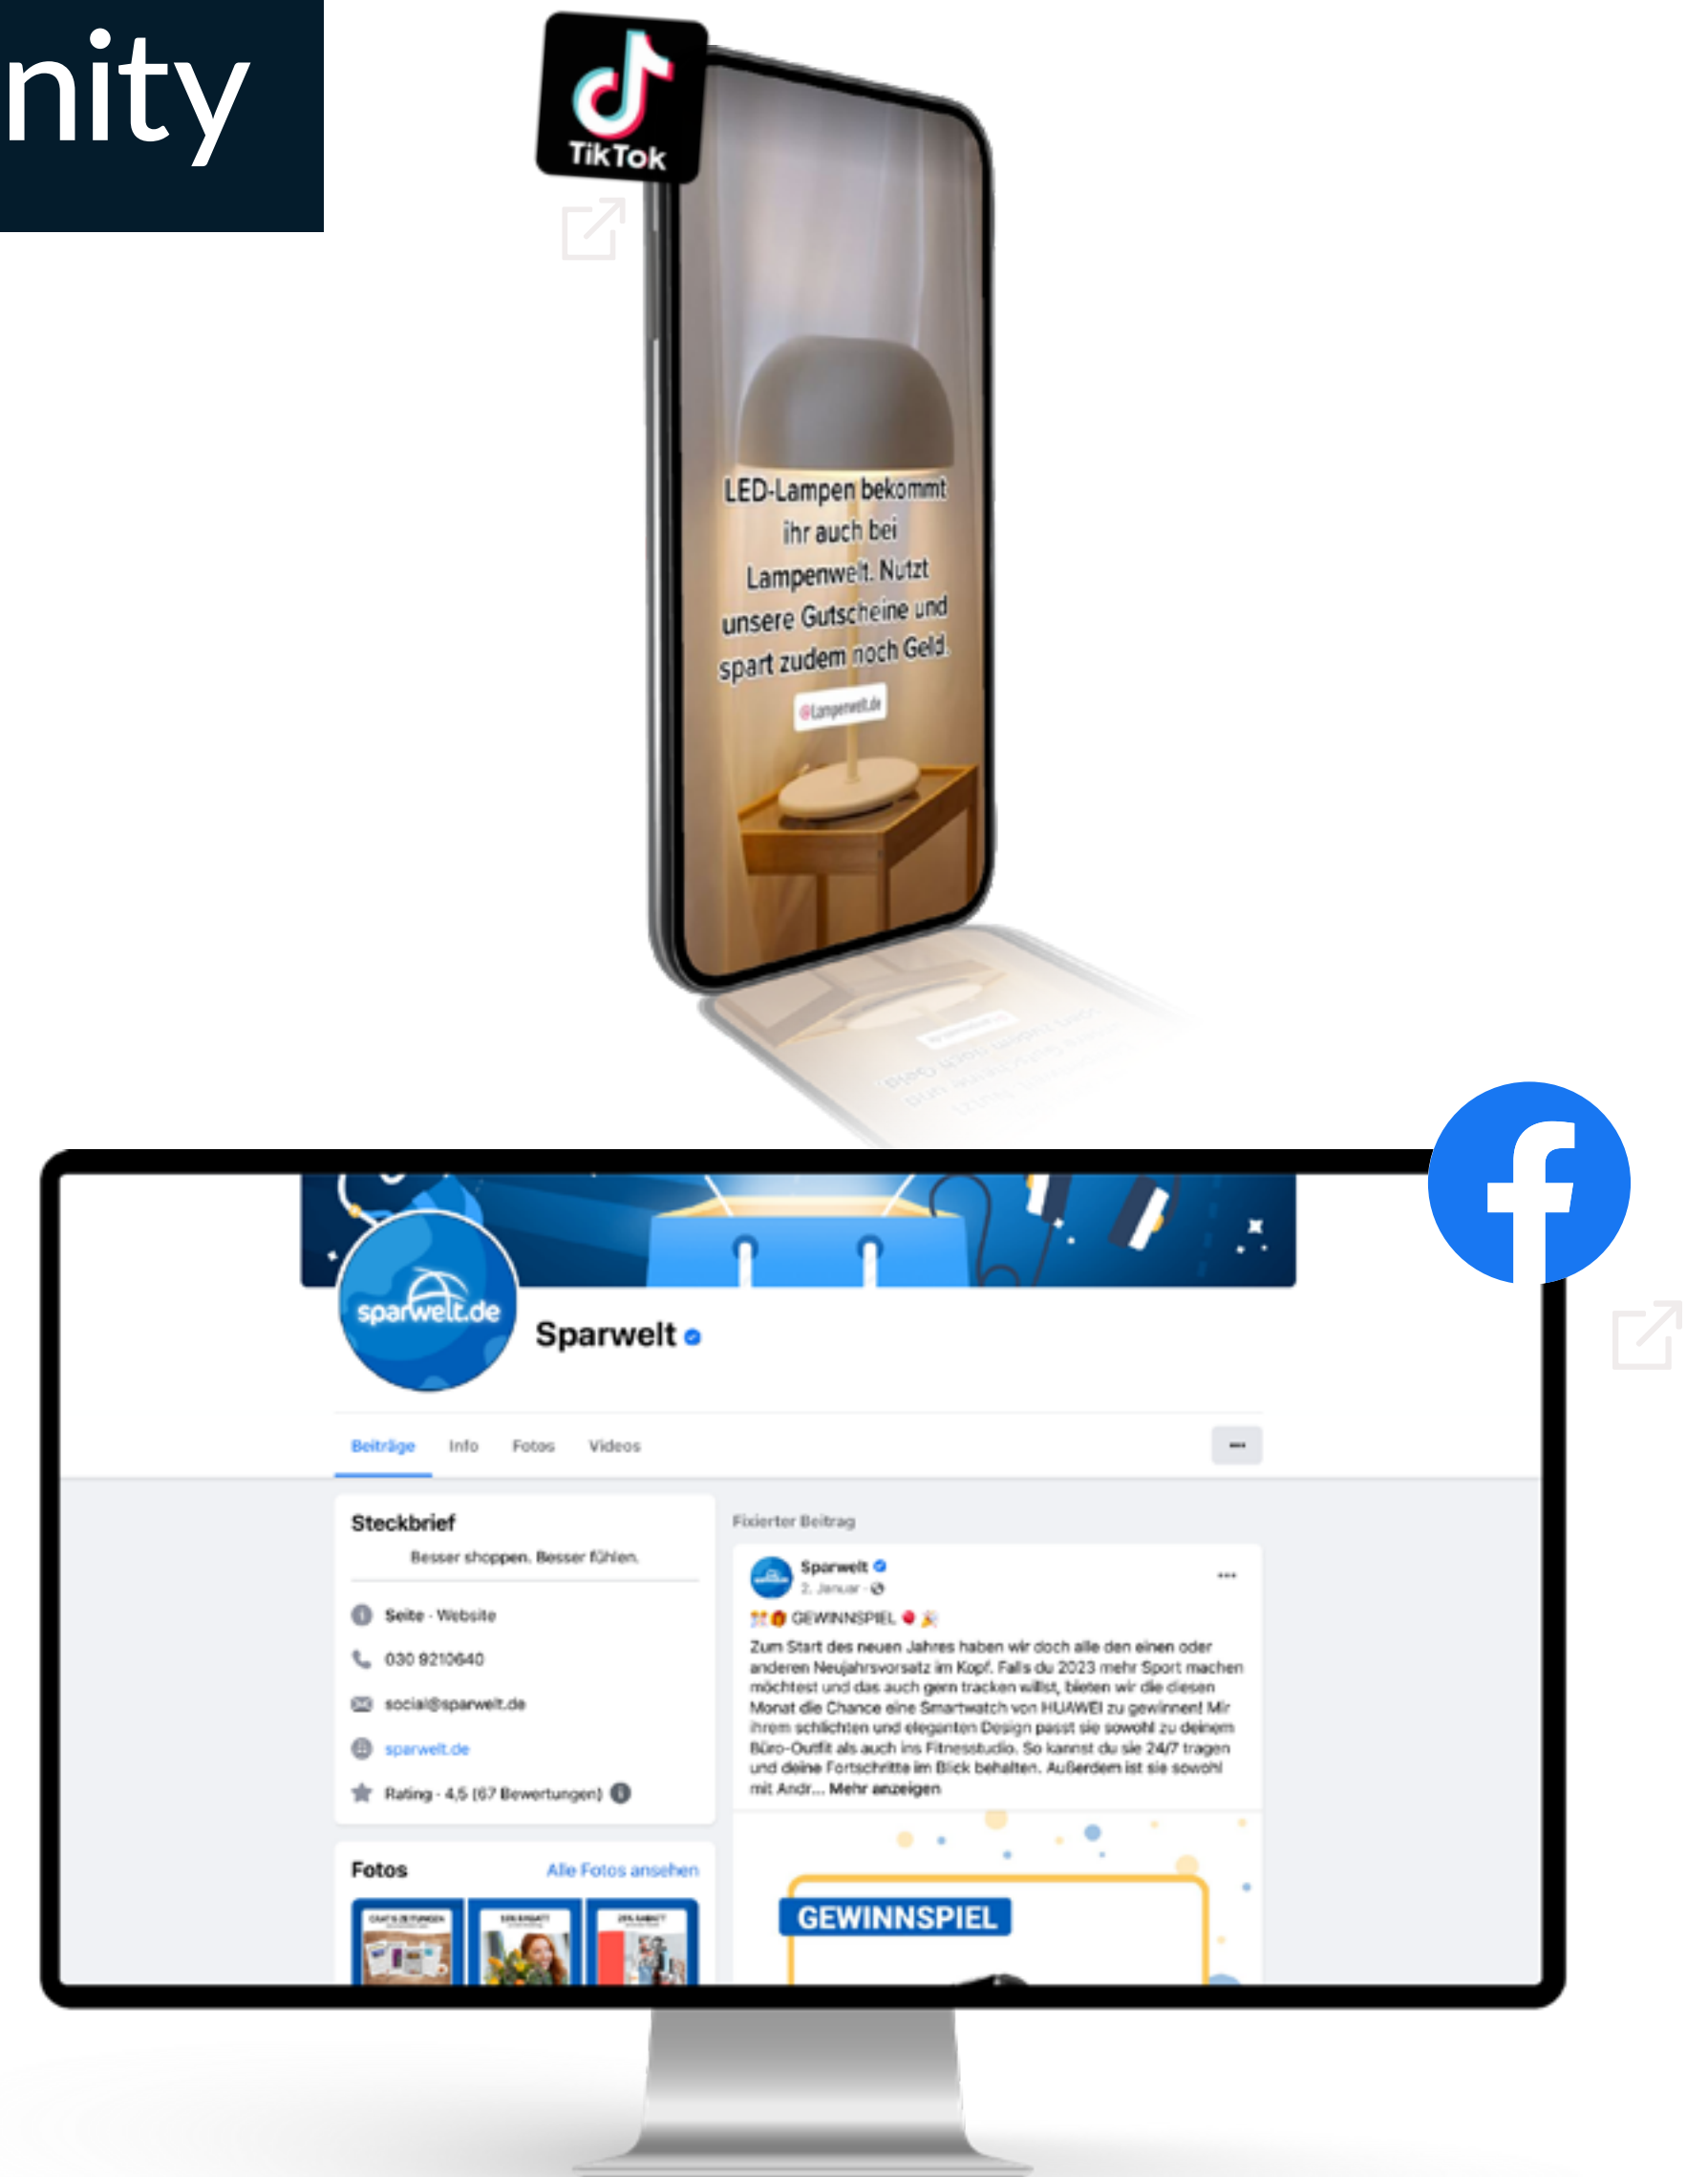 nity
TikTok
LED-Lampen bekommt
ihr auch bei
Lampenwelt. Nutzt
unsere Gutscheine und
spart zudem noch Geld.
@Lampenwelt.de
sparwelt.de
Sparwelt
Beiträge Info Fotos Videos
Steckbrief
Besser shoppen. Besser fühlen.
Seite · Website
030 9210640
social@sparwelt.de
sparwelt.de
Rating · 4,5 (67 Bewertungen)
Fotos Alle Fotos ansehen
GRATIS ZEITUNGEN
Fixierter Beitrag
Sparwelt
2. Januar ·
GEWINNSPIEL
Zum Start des neuen Jahres haben wir doch alle den einen oder
anderen Neujahrsvorsatz im Kopf. Falls du 2023 mehr Sport machen
möchtest und das auch gern tracken willst, bieten wir die diesen
Monat die Chance eine Smartwatch von HUAWEI zu gewinnen! Mir
ihrem schlichten und eleganten Design passt sie sowohl zu deinem
Büro-Outfit als auch ins Fitnesstudio. So kannst du sie 24/7 tragen
und deine Fortschritte im Blick behalten. Außerdem ist sie sowohl
mit Andr... Mehr anzeigen
GEWINNSPIEL